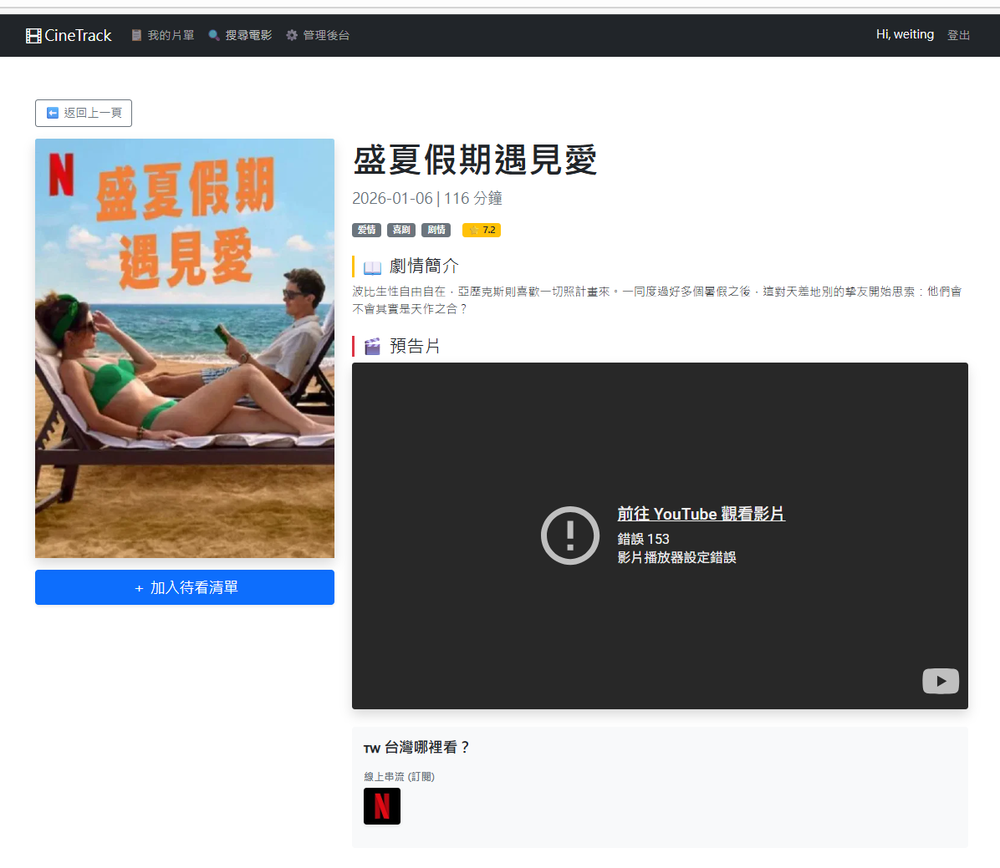 CineTrack 我的片單 搜尋電影 管理後台 Hi, weiting 登出
返回上一頁
N
盛夏假期
遇見愛
+ 加入待看清單
盛夏假期遇見愛
2026-01-06 | 116 分鐘
爱情 喜剧 剧情 7.2
劇情簡介
波比生性自由自在，亞歷克斯則喜歡一切照計畫來。一同度過好多個暑假之後，這對天差地別的摯友開始思索：他們會
不會其實是天作之合？
預告片
前往 YouTube 觀看影片
錯誤 153
影片播放器設定錯誤
TW 台灣哪裡看？
線上串流 (訂閱)
N